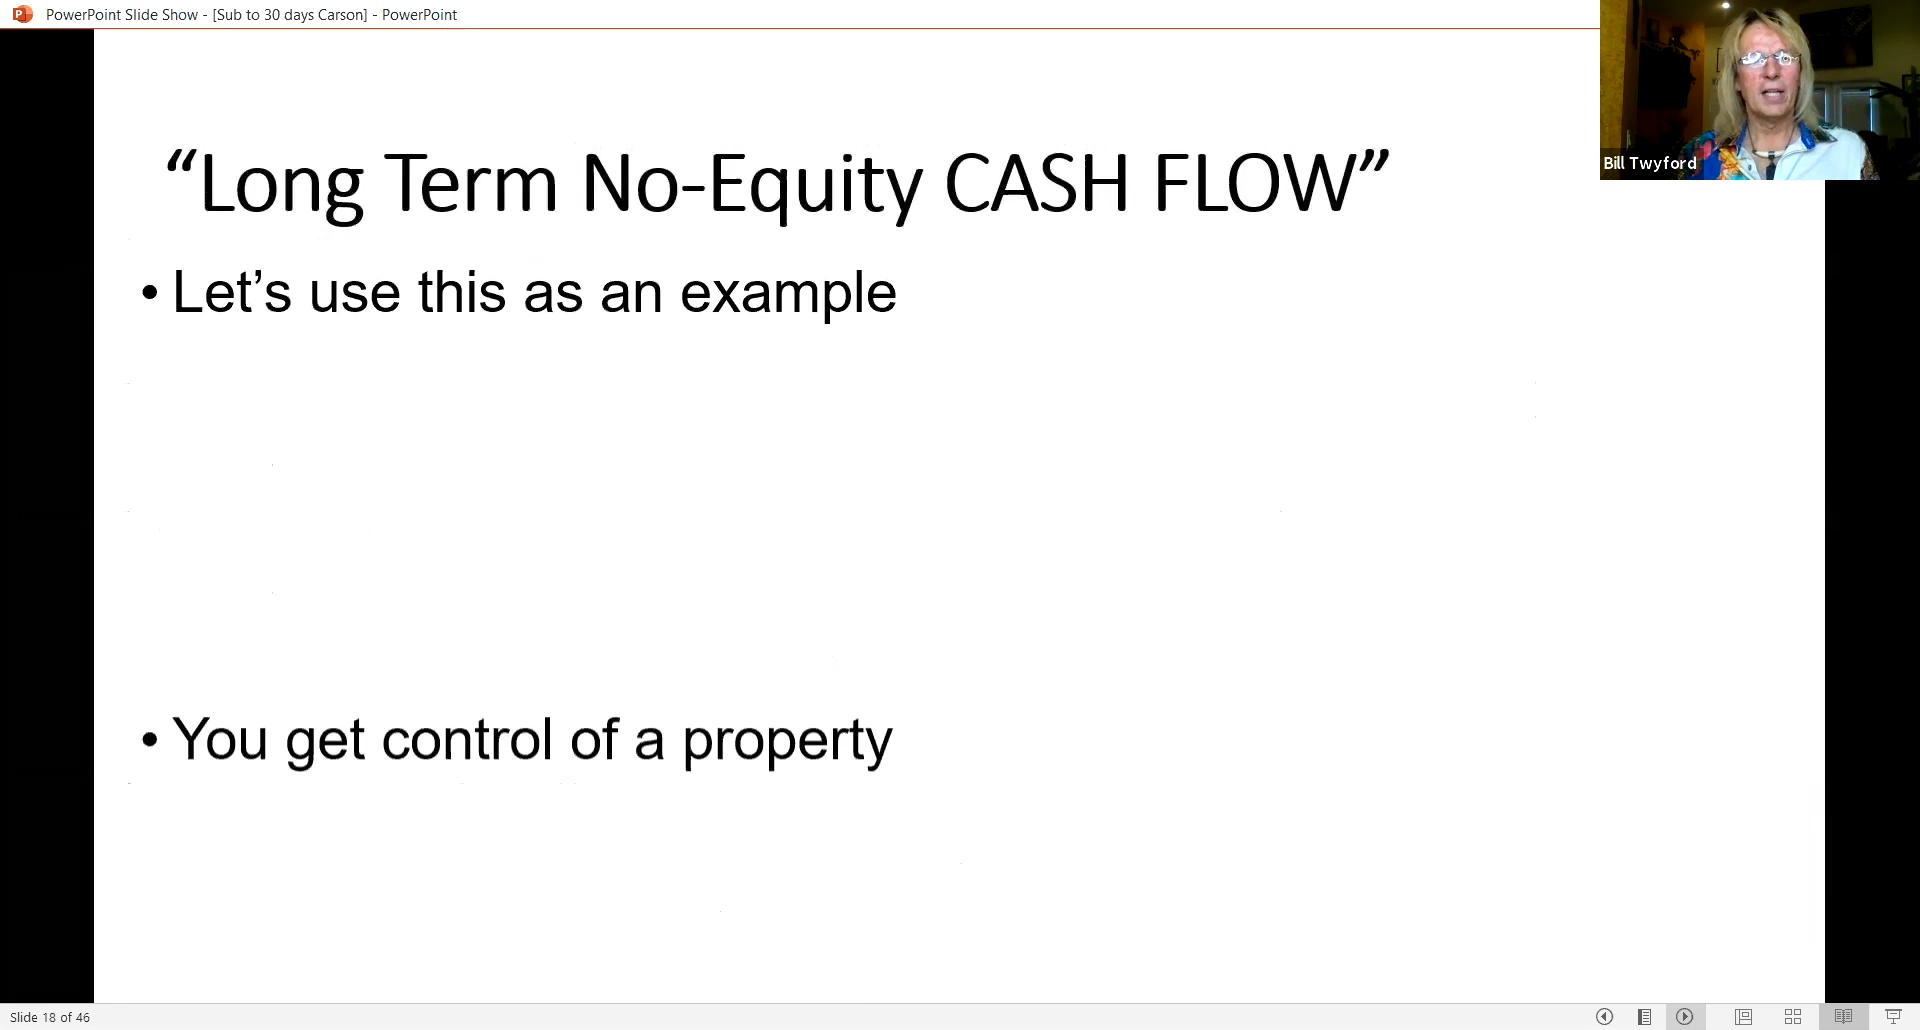 PowerPoint Slide Show - [Sub to 30 days Carson] - PowerPoint
Bill Twyford
“Long Term No-Equity CASH FLOW”
• Let’s use this as an example
• You get control of a property
Slide 18 of 46